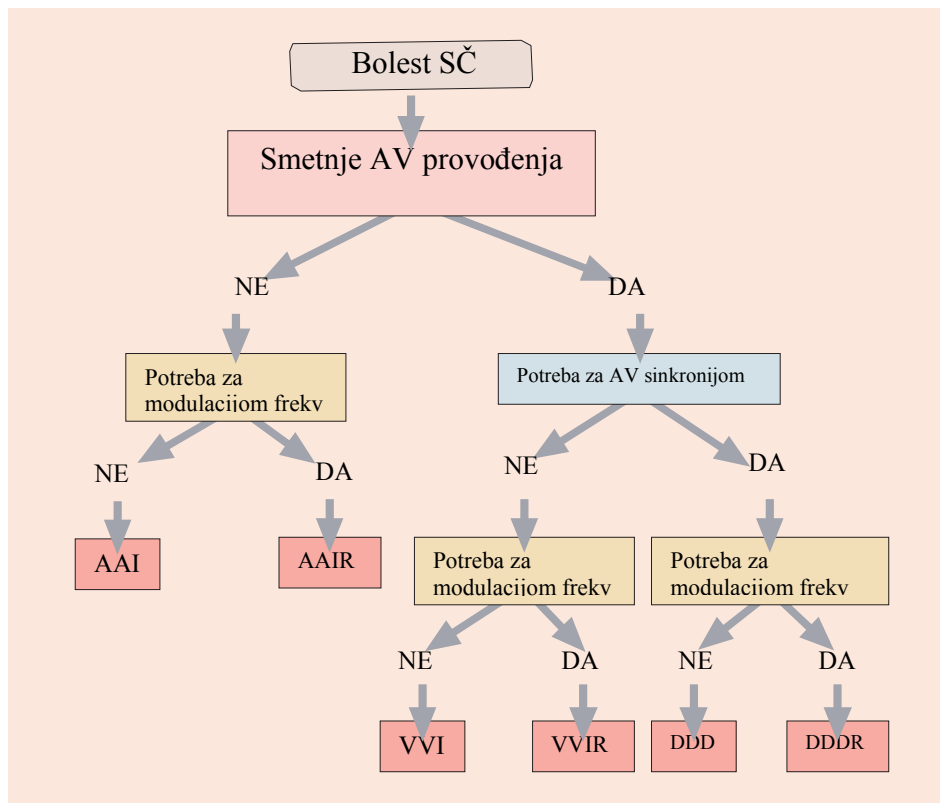 Bolest SČ
Smetnje AV provođenja
NE
DA
Potreba za
modulacijom frekv
Potreba za AV sinkronijom
NE
DA
NE
DA
AAI
AAIR
Potreba za
modulacijom frekv
Potreba za
modulacijom frekv
NE
DA
NE
DA
VVI
VVIR
DDD
DDDR